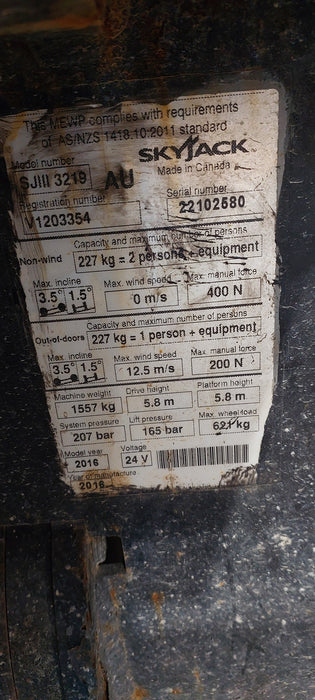 This MEWP complies with requirements
of AS/NZS 1418.10:2011 standard
SKYJACK
Model number
Made in Canada
SJIII 3219 AU
Registration number Serial number
V1203354 22102580
Capacity and maximum number of persons
Non-wind 227 kg = 2 persons + equipment
Max. incline Max. wind speed Max. manual force
3.5° 1.5° 0 m/s 400 N
Capacity and maximum number of persons
Out-of-doors 227 kg = 1 person + equipment
Max. incline Max. wind speed Max. manual force
3.5° 1.5° 12.5 m/s 200 N
Machine weight Drive height Platform height
1557 kg 5.8 m 5.8 m
System pressure Lift pressure Max. wheel load
207 bar 165 bar 621 kg
Model year Voltage
2016 24 V
Year of manufacture
2016